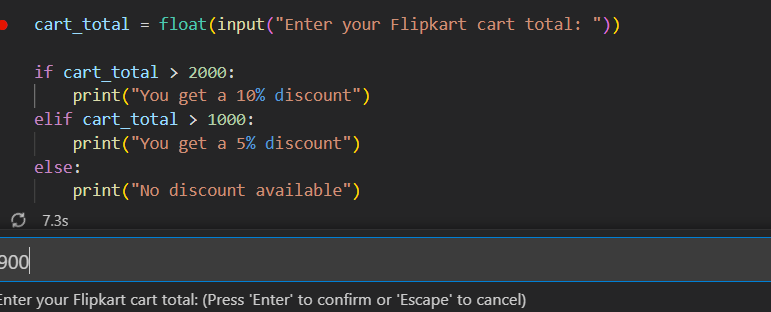 cart_total = float(input("Enter your Flipkart cart total: "))
if cart_total > 2000:
print("You get a 10% discount")
elif cart_total > 1000:
print("You get a 5% discount")
else:
print("No discount available")
7.3s
900
Enter your Flipkart cart total: (Press 'Enter' to confirm or 'Escape' to cancel)